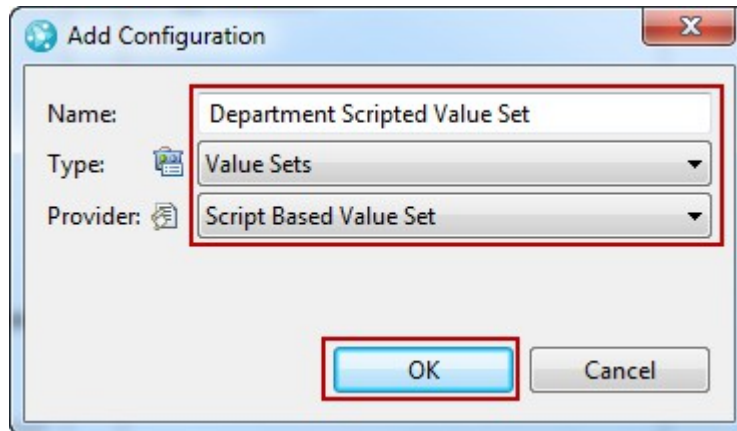 Add Configuration
Name: Department Scripted Value Set
Type: Value Sets
Provider: Script Based Value Set
OK Cancel